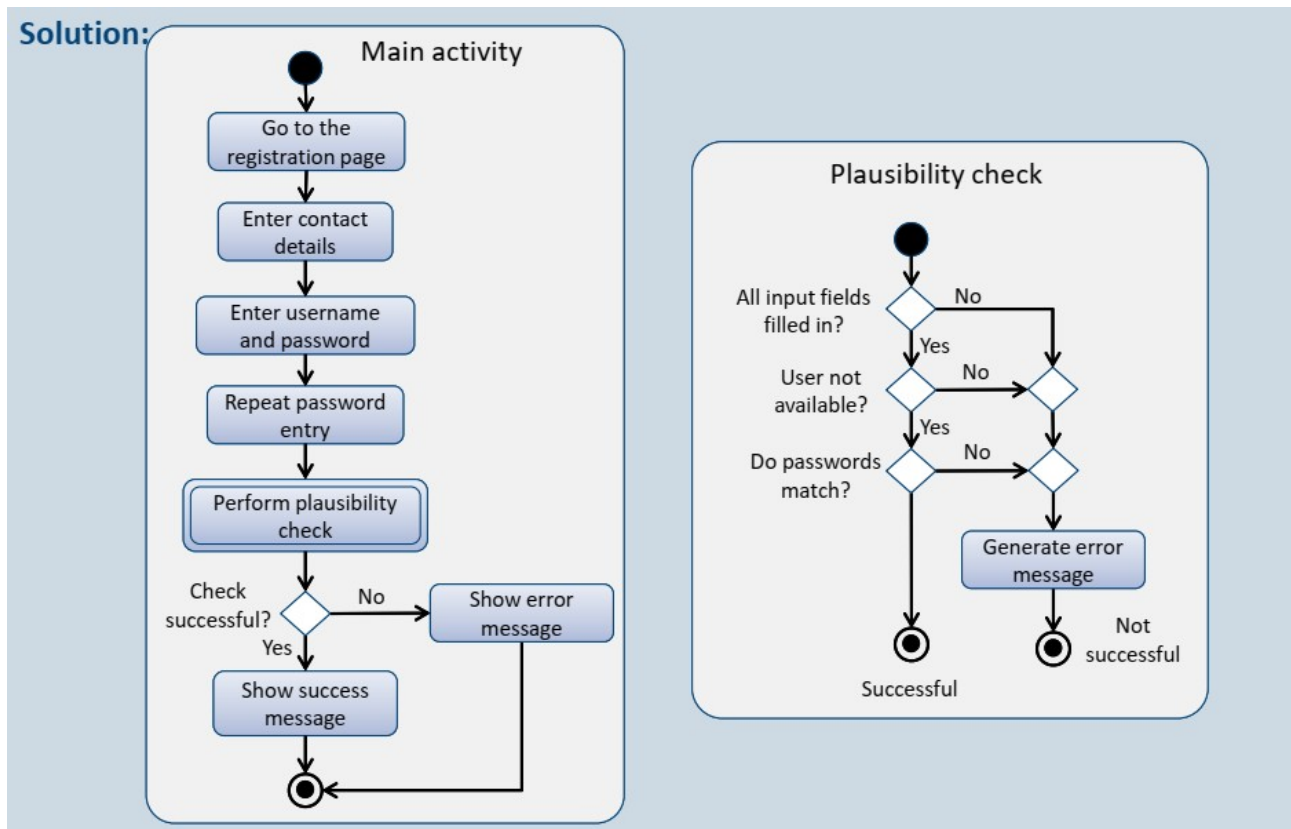 Solution:
Main activity
Go to the
registration page
Enter contact
details
Enter username
and password
Repeat password
entry
Perform plausibility
check
Check
successful?
No
Show error
message
Yes
Show success
message
Plausibility check
All input fields
filled in?
No
Yes
User not
available?
No
Yes
Do passwords
match?
No
Generate error
message
Not
successful
Successful